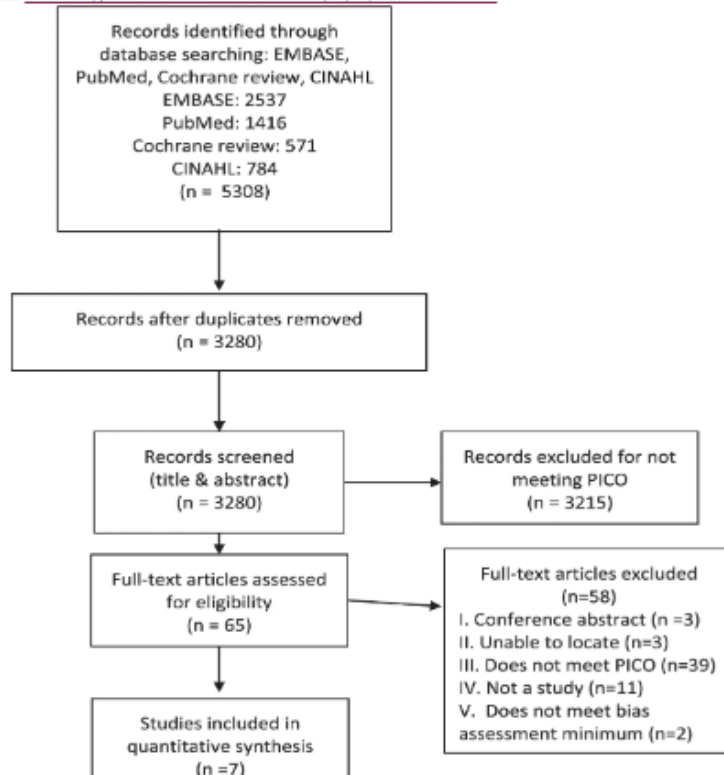 Records identified through
database searching: EMBASE,
PubMed, Cochrane review, CINAHL
EMBASE: 2537
PubMed: 1416
Cochrane review: 571
CINAHL: 784
(n = 5308)
Records after duplicates removed
(n = 3280)
Records screened
(title & abstract)
(n = 3280)
Records excluded for not
meeting PICO
(n = 3215)
Full-text articles assessed
for eligibility
(n = 65)
Full-text articles excluded
(n=58)
I. Conference abstract (n =3)
II. Unable to locate (n=3)
III. Does not meet PICO (n=39)
IV. Not a study (n=11)
V. Does not meet bias
assessment minimum (n=2)
Studies included in
quantitative synthesis
(n =7)